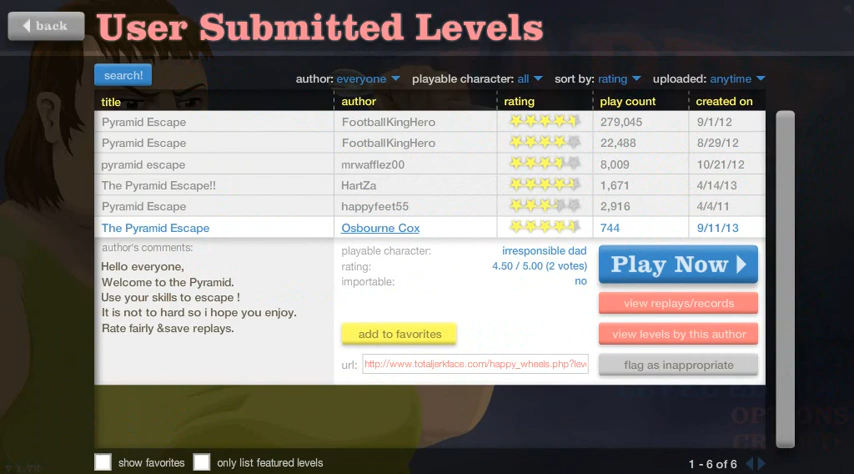 back
User Submitted Levels
search!
author: everyone playable character: all sort by: rating uploaded: anytime
title author rating play count created on
Pyramid Escape FootballKingHero 279,045 9/1/12
Pyramid Escape FootballKingHero 22,488 8/29/12
pyramid escape mrwafflez00 8,009 10/21/12
The Pyramid Escape!! HartZa 1,671 4/14/13
Pyramid Escape happyfeet55 2,916 4/4/11
The Pyramid Escape Osbourne Cox 744 9/11/13
author's comments:
Hello everyone,
Welcome to the Pyramid.
Use your skills to escape !
It is not to hard so i hope you enjoy.
Rate fairly &save replays.
playable character: irresponsible dad
rating: 4.50 / 5.00 (2 votes)
importable: no
add to favorites
url: http://www.totaljerkface.com/happy_wheels.php?lev
Play Now
view replays/records
view levels by this author
flag as inappropriate
show favorites only list featured levels
1 - 6 of 6